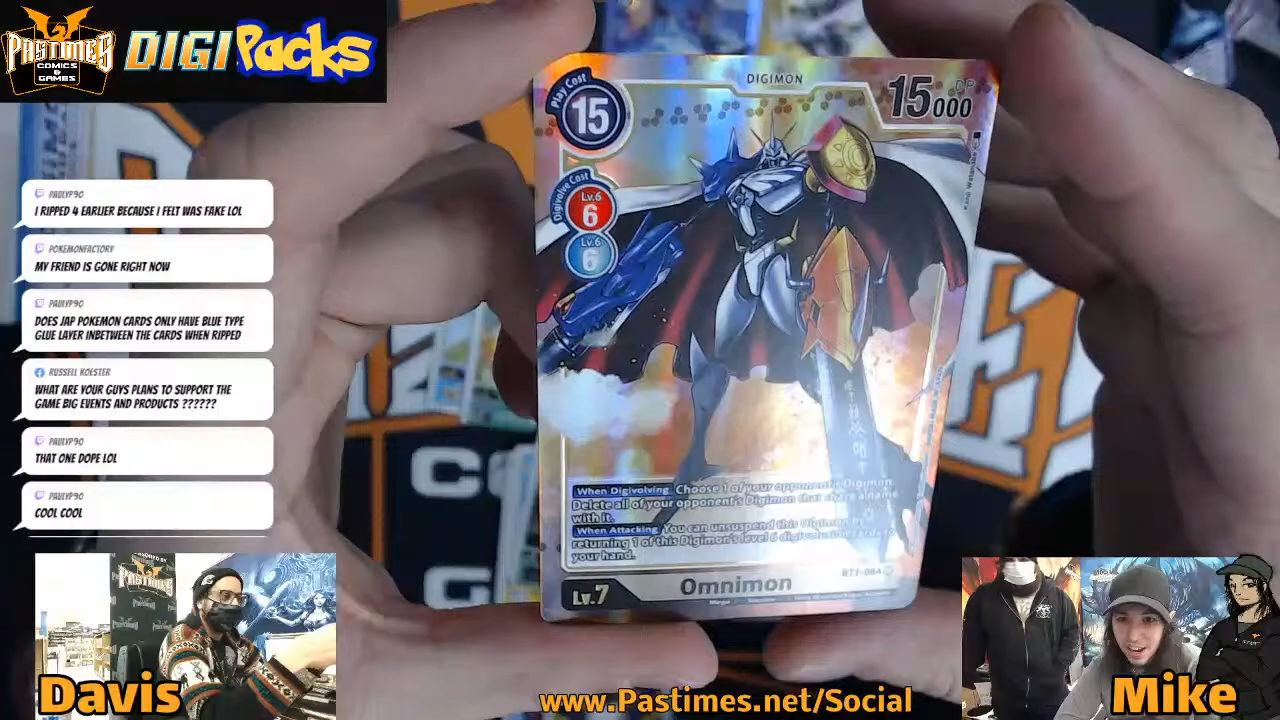 PASTIMES
COMICS
&
GAMES
DIGI Packs
PAULYP90
I RIPPED 4 EARLIER BECAUSE I FELT WAS FAKE LOL
POKEMONFACTORY
MY FRIEND IS GONE RIGHT NOW
PAULYP90
DOES JAP POKEMON CARDS ONLY HAVE BLUE TYPE
GLUE LAYER INBETWEEN THE CARDS WHEN RIPPED
RUSSELL KOESTER
WHAT ARE YOUR GUYS PLANS TO SUPPORT THE
GAME BIG EVENTS AND PRODUCTS ??????
PAULYP90
THAT ONE DOPE LOL
PAULYP90
COOL COOL
DIGIMON
Play Cost
15
DP
15000
Digivolve Cost
Lv.6
6
Lv.6
6
When Digivolving Choose 1 of your opponent's Digimon.
Delete all of your opponent's Digimon that share a name
with it.
When Attacking You can unsuspend this Digimon by
returning 1 of this Digimon's level 6 digivolution cards to
your hand.
BT1-084
Lv.7
Omnimon
PASTIMES
Davis
www.Pastimes.net/Social
Mike